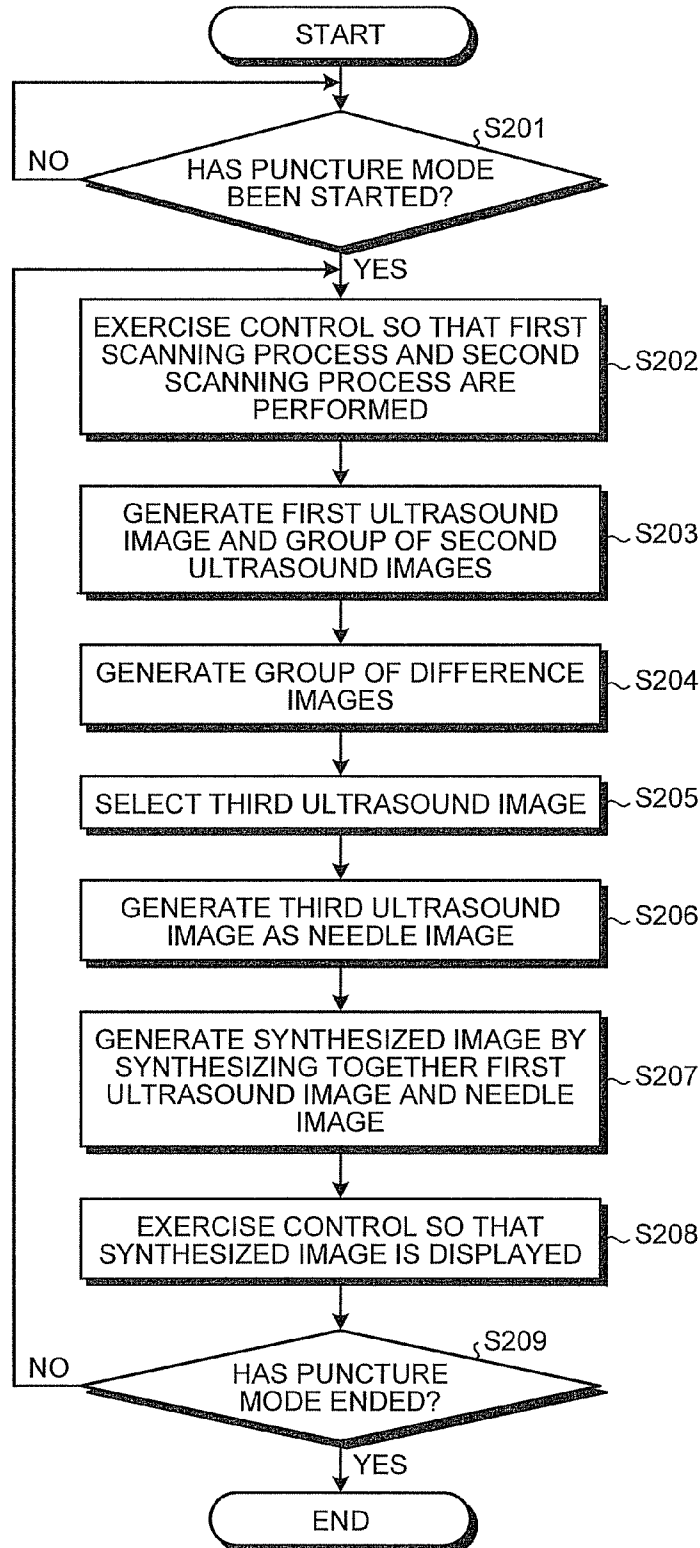 START
S201
NO
HAS PUNCTURE MODE
BEEN STARTED?
YES
EXERCISE CONTROL SO THAT FIRST
SCANNING PROCESS AND SECOND
SCANNING PROCESS ARE
PERFORMED
S202
GENERATE FIRST ULTRASOUND
IMAGE AND GROUP OF SECOND
ULTRASOUND IMAGES
S203
GENERATE GROUP OF DIFFERENCE
IMAGES
S204
SELECT THIRD ULTRASOUND IMAGE
S205
GENERATE THIRD ULTRASOUND
IMAGE AS NEEDLE IMAGE
S206
GENERATE SYNTHESIZED IMAGE BY
SYNTHESIZING TOGETHER FIRST
ULTRASOUND IMAGE AND NEEDLE
IMAGE
S207
EXERCISE CONTROL SO THAT
SYNTHESIZED IMAGE IS DISPLAYED
S208
S209
NO
HAS PUNCTURE
MODE ENDED?
YES
END